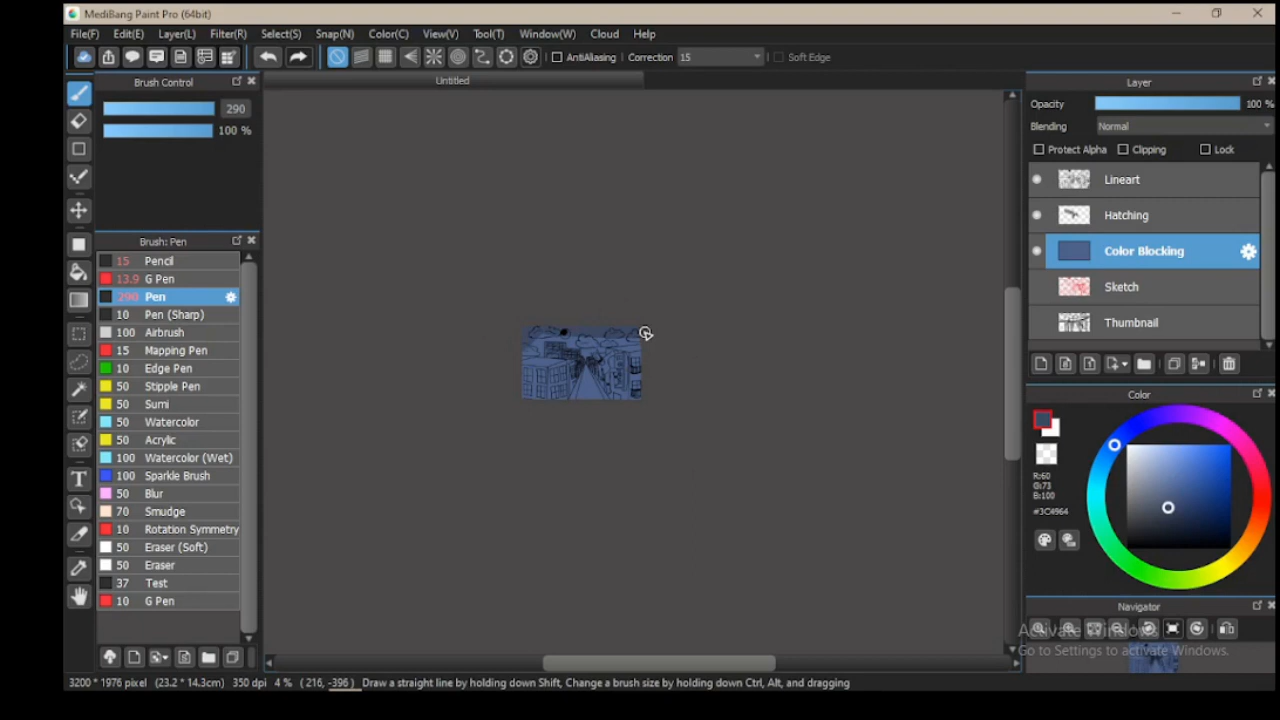 MediBang Paint Pro (64bit)
File(F) Edit(E) Layer(L) Filter(R) Select(S) Snap(N) Color(C) View(V) Tool(T) Window(W) Cloud Help
AntiAliasing Correction 15 Soft Edge
Brush Control
Untitled
Layer
290
100 %
Opacity 100 %
Blending Normal
Protect Alpha Clipping Lock
Lineart
Hatching
Color Blocking
Sketch
Thumbnail
Brush: Pen
15 Pencil
13.9 G Pen
290 Pen
10 Pen (Sharp)
100 Airbrush
15 Mapping Pen
10 Edge Pen
50 Stipple Pen
50 Sumi
50 Watercolor
50 Acrylic
100 Watercolor (Wet)
100 Sparkle Brush
50 Blur
70 Smudge
10 Rotation Symmetry
50 Eraser (Soft)
50 Eraser
37 Test
10 G Pen
Color
R:60
G:73
B:100
#3C4964
Navigator
Activate Windows
Go to Settings to activate Windows.
3200 * 1976 pixel (23.2 * 14.3cm) 350 dpi 4 % ( 216, -396 ) Draw a straight line by holding down Shift, Change a brush size by holding down Ctrl, Alt, and dragging